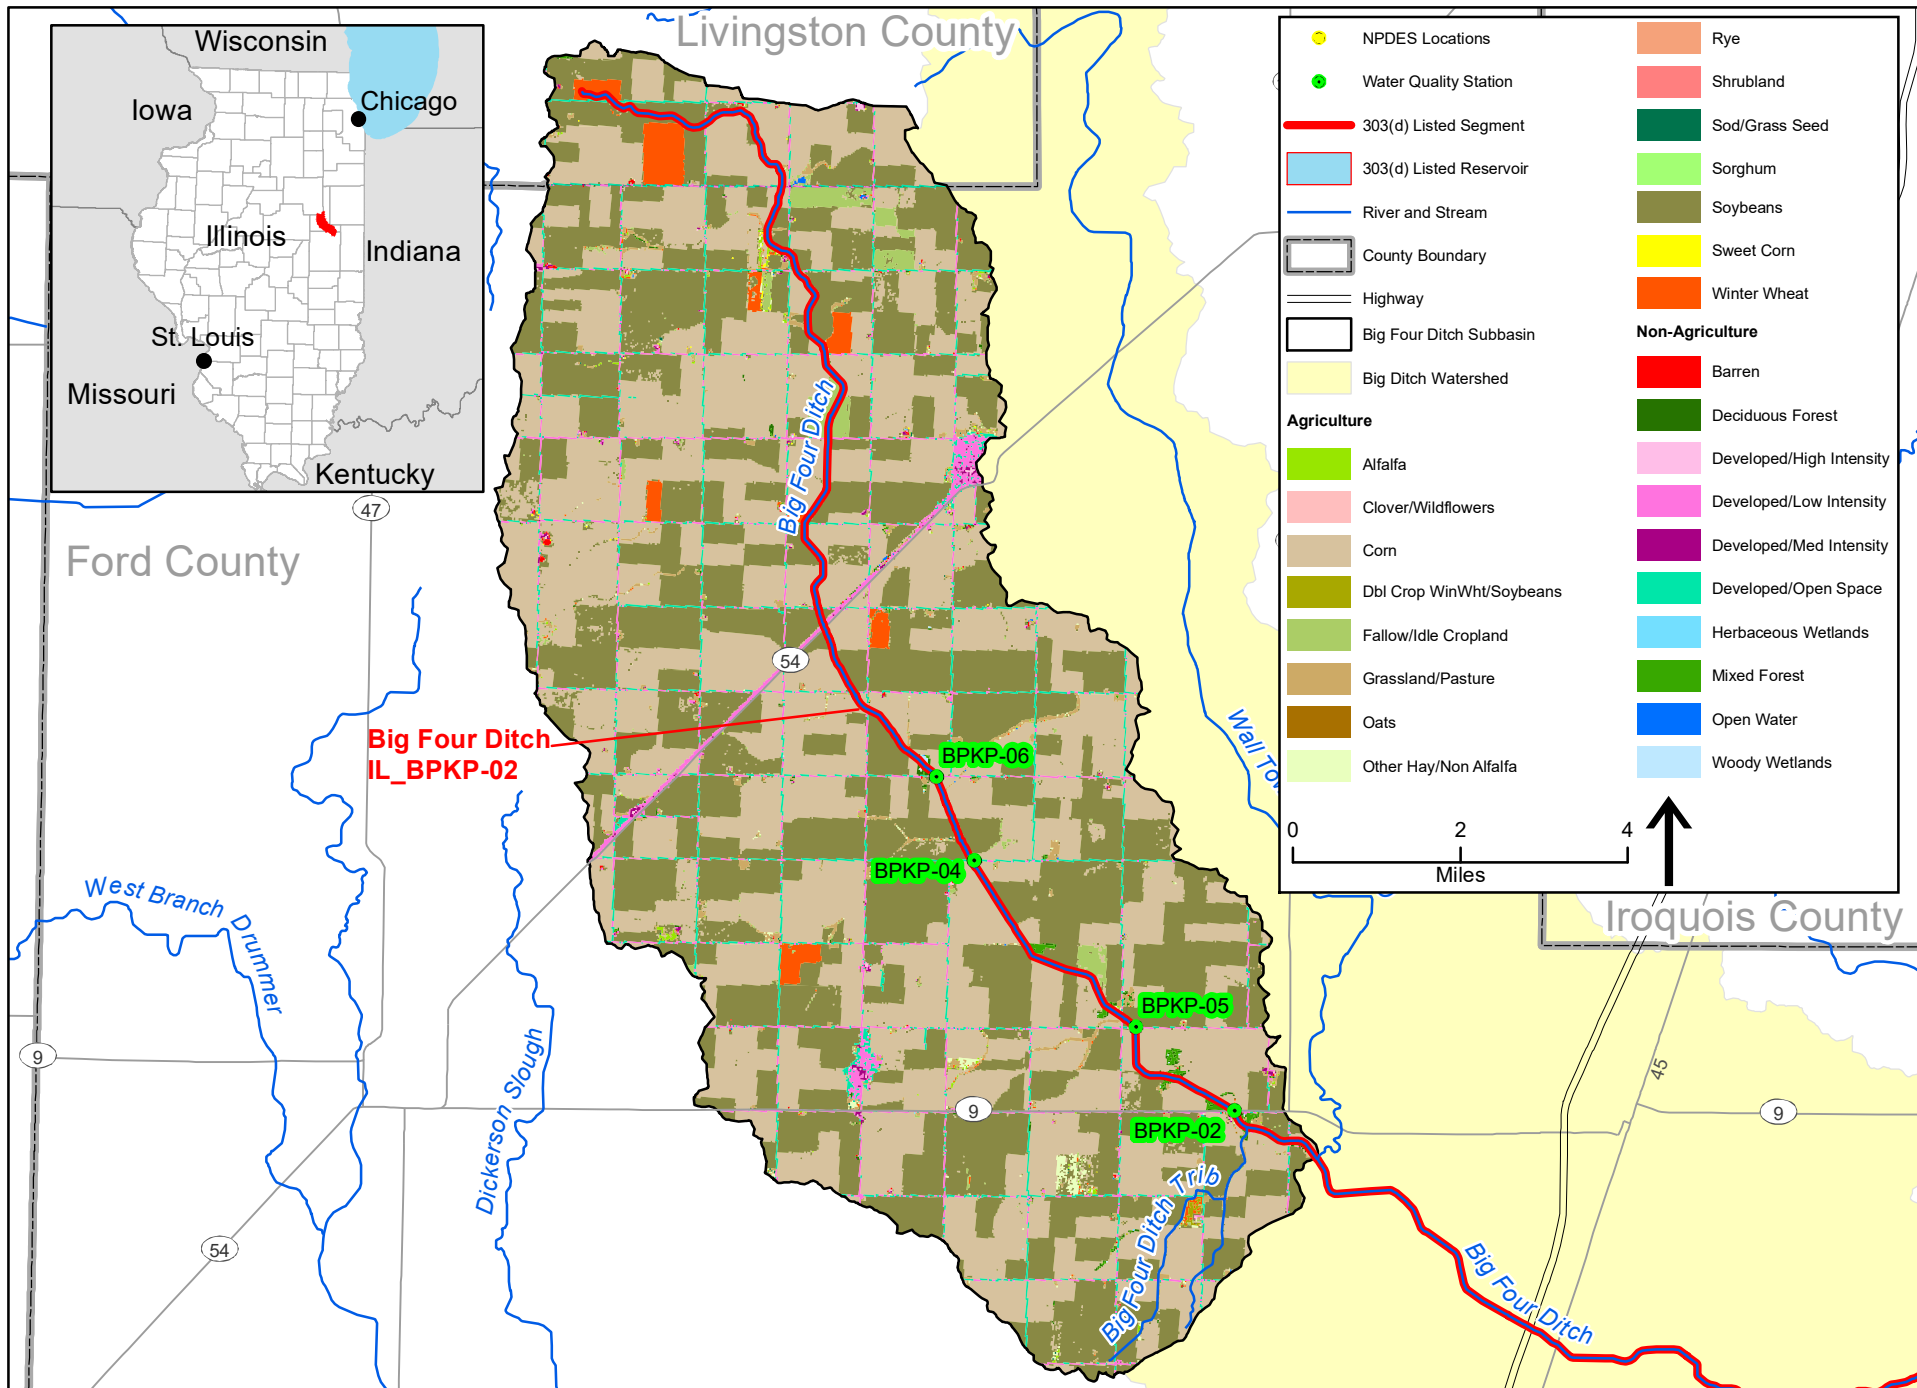 Livingston County
Wisconsin
Iowa
Chicago
Illinois
Indiana
St. Louis
Missouri
Kentucky
47
Ford County
Big Four Ditch
54
Big Four Ditch
IL_BPKP-02
BPKP-06
BPKP-04
BPKP-05
BPKP-02
West Branch Drummer
Dickerson Slough
9
54
9
Big Four Ditch Trib
Big Four Ditch
45
9
Iroquois County
NPDES Locations
Water Quality Station
303(d) Listed Segment
303(d) Listed Reservoir
River and Stream
County Boundary
Highway
Big Four Ditch Subbasin
Big Ditch Watershed
Agriculture
Alfalfa
Clover/Wildflowers
Corn
Dbl Crop WinWht/Soybeans
Fallow/Idle Cropland
Grassland/Pasture
Oats
Other Hay/Non Alfalfa
Rye
Shrubland
Sod/Grass Seed
Sorghum
Soybeans
Sweet Corn
Winter Wheat
Non-Agriculture
Barren
Deciduous Forest
Developed/High Intensity
Developed/Low Intensity
Developed/Med Intensity
Developed/Open Space
Herbaceous Wetlands
Mixed Forest
Open Water
Woody Wetlands
0 2 4
Miles
Wall